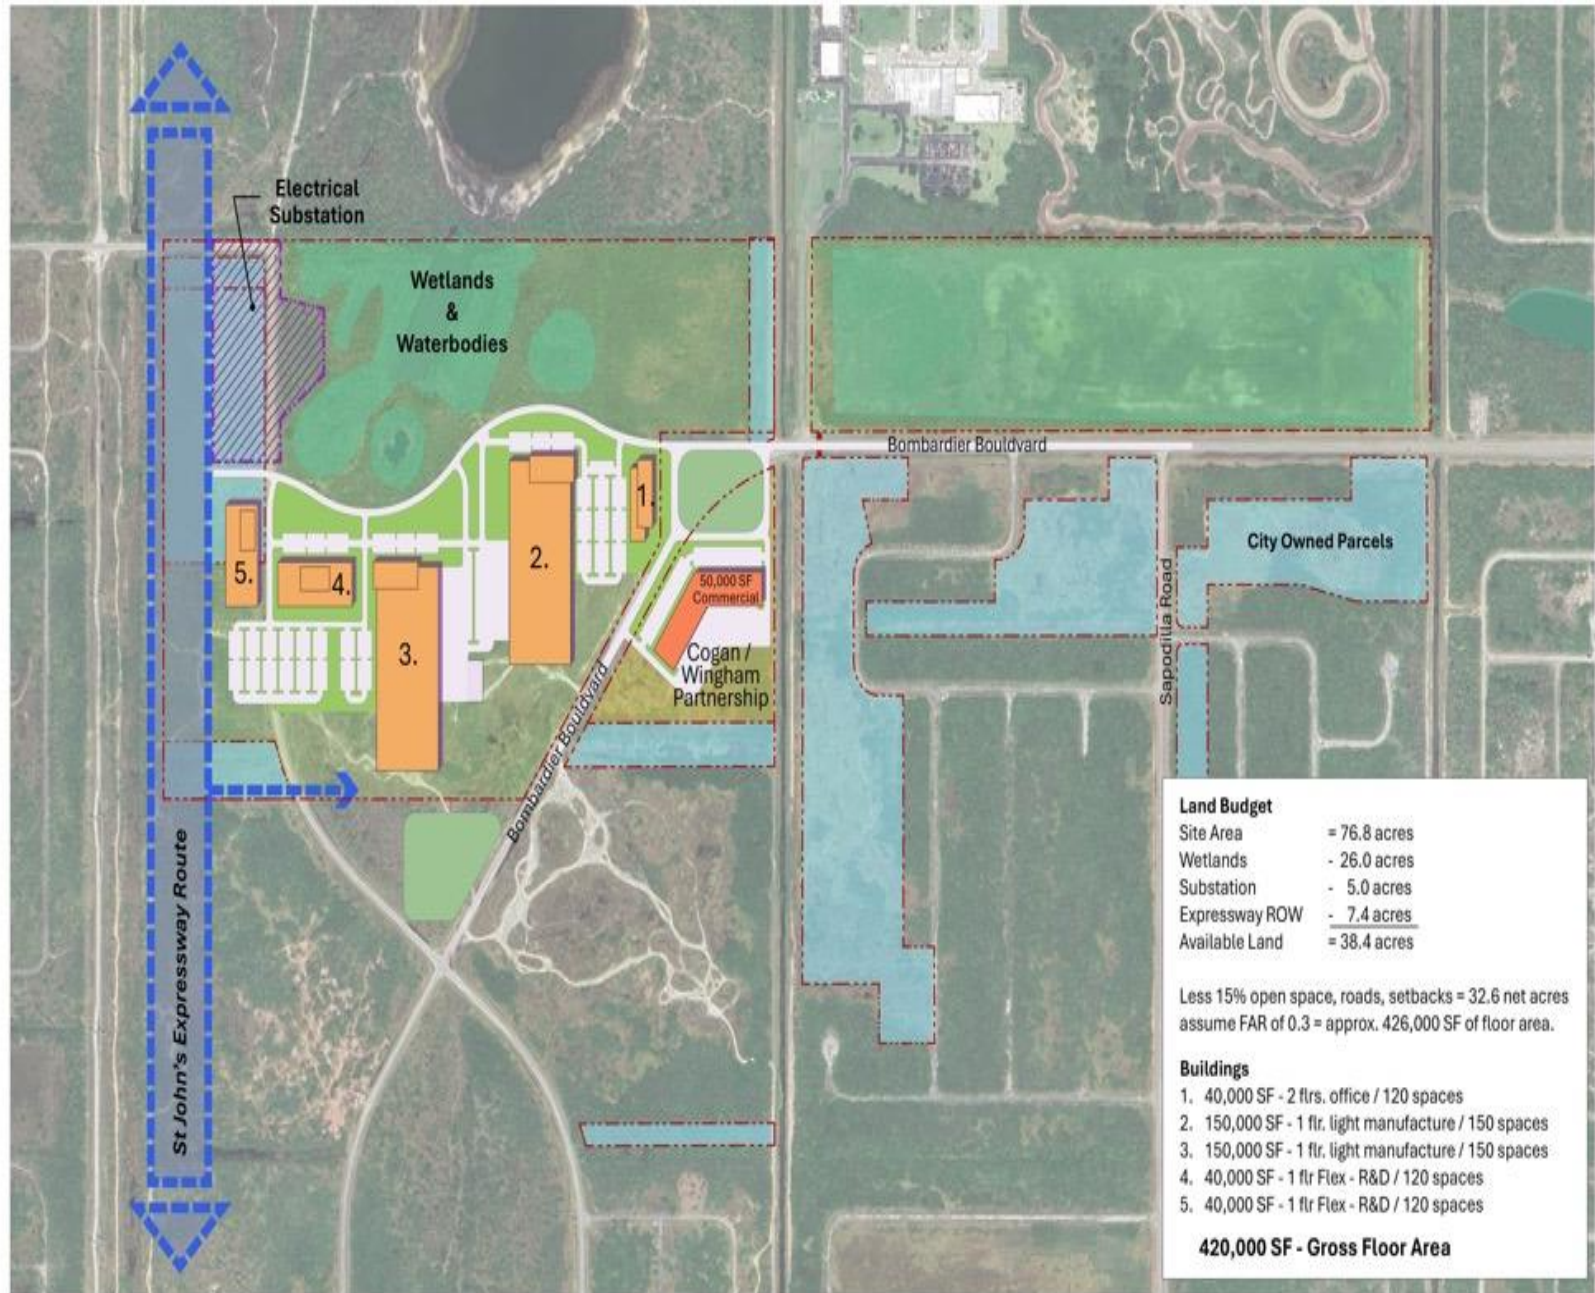 Electrical
Substation
Wetlands
&
Waterbodies
Bombardier Bouldvard
1.
2.
5.
4.
3.
50,000 SF
Commercial
City Owned Parcels
Cogan /
Wingham
Partnership
Sapodilla Road
Bombardier Bouldvard
St John's Expressway Route
Land Budget
Site Area = 76.8 acres
Wetlands - 26.0 acres
Substation - 5.0 acres
Expressway ROW - 7.4 acres
Available Land = 38.4 acres
Less 15% open space, roads, setbacks = 32.6 net acres
assume FAR of 0.3 = approx. 426,000 SF of floor area.
Buildings
1. 40,000 SF - 2 flrs. office / 120 spaces
2. 150,000 SF - 1 flr. light manufacture / 150 spaces
3. 150,000 SF - 1 flr. light manufacture / 150 spaces
4. 40,000 SF - 1 flr Flex - R&D / 120 spaces
5. 40,000 SF - 1 flr Flex - R&D / 120 spaces
420,000 SF - Gross Floor Area